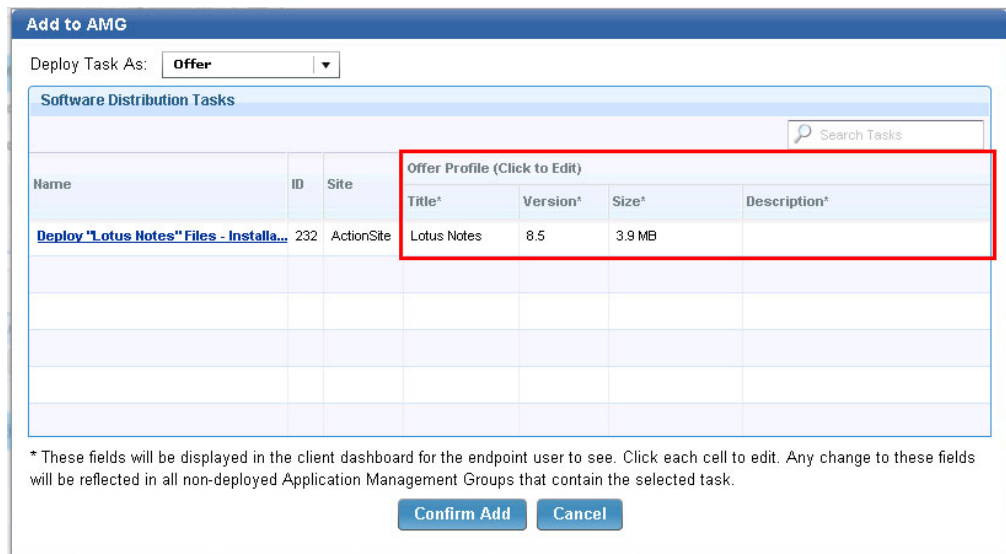 Add to AMG
Deploy Task As: Offer
Software Distribution Tasks
Search Tasks
Name ID Site Offer Profile (Click to Edit)
Title* Version* Size* Description*
Deploy "Lotus Notes" Files - Installa... 232 ActionSite Lotus Notes 8.5 3.9 MB
* These fields will be displayed in the client dashboard for the endpoint user to see. Click each cell to edit. Any change to these fields
will be reflected in all non-deployed Application Management Groups that contain the selected task.
Confirm Add Cancel